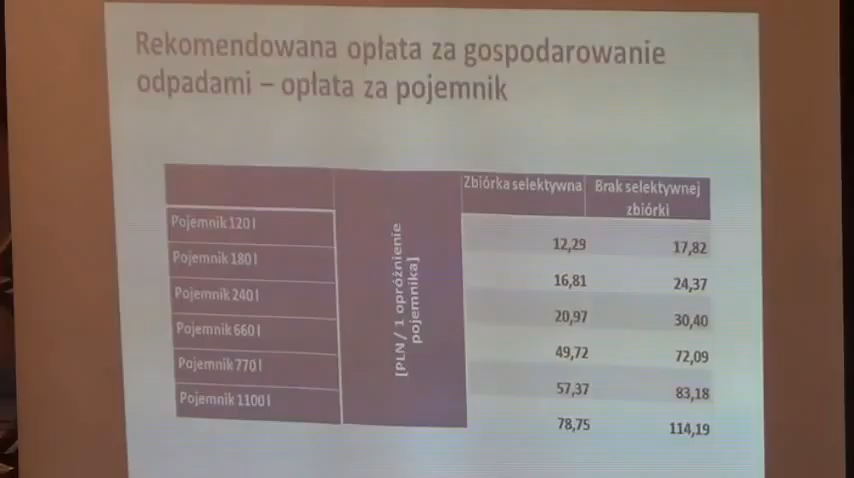 Rekomendowana opłata za gospodarowanie
odpadami – opłata za pojemnik
Zbiórka selektywna Brak selektywnej
zbiórki
[PLN / 1 opróżnienie
pojemnika]
Pojemnik 120 l 12,29 17,82
Pojemnik 180 l 16,81 24,37
Pojemnik 240 l 20,97 30,40
Pojemnik 660 l 49,72 72,09
Pojemnik 770 l 57,37 83,18
Pojemnik 1100 l 78,75 114,19